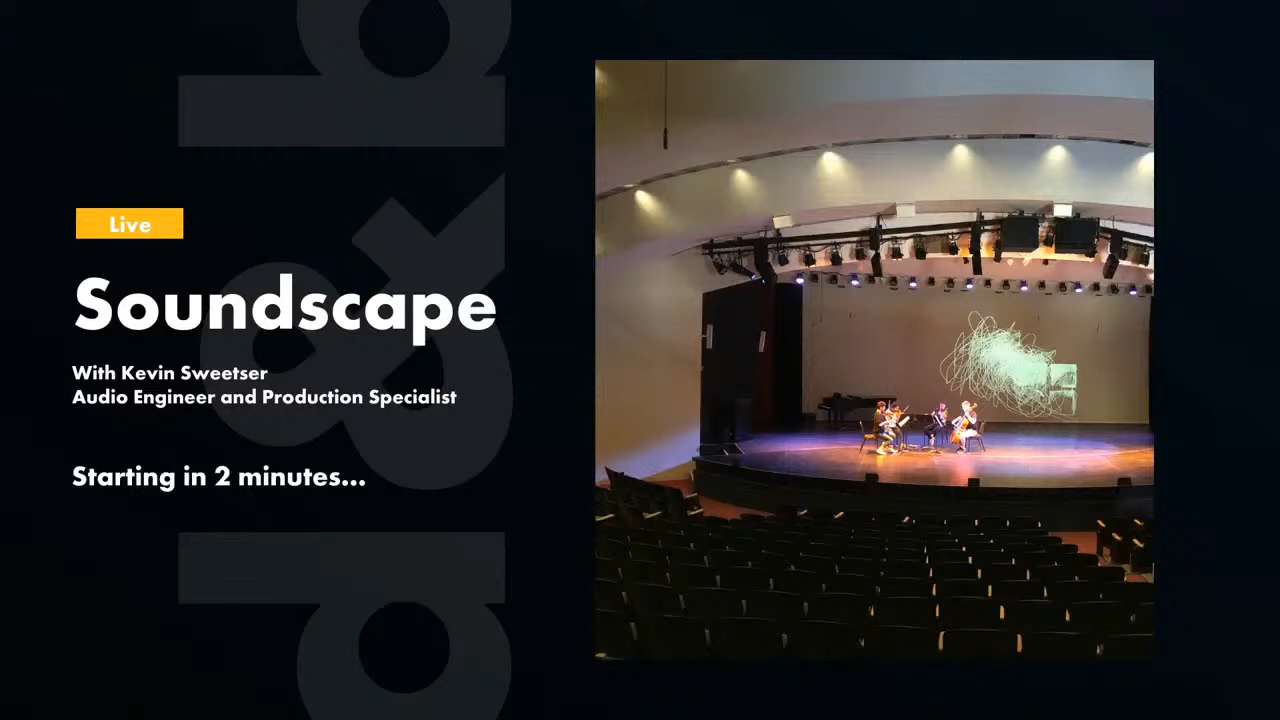 d&b
Live
Soundscape
With Kevin Sweetser
Audio Engineer and Production Specialist
Starting in 2 minutes...